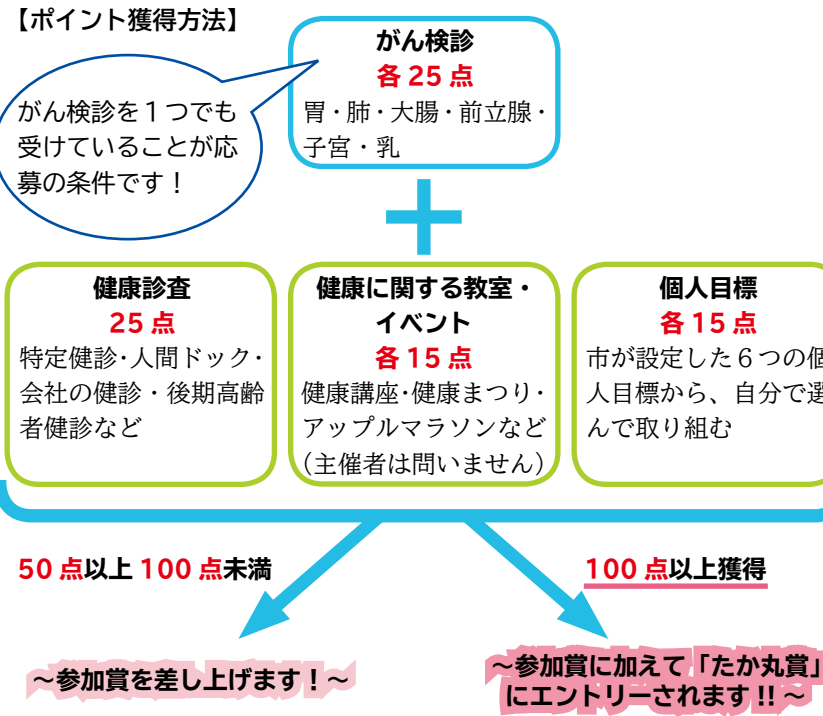 【ポイント獲得方法】
がん検診を１つでも
受けていることが応
募の条件です！
がん検診
各 25 点
胃・肺・大腸・前立腺・
子宮・乳
健康診査
25 点
特定健診・人間ドック・
会社の健診・後期高齢
者健診など
健康に関する教室・
イベント
各 15 点
健康講座・健康まつり・
アップルマラソンなど
（主催者は問いません）
個人目標
各 15 点
市が設定した６つの個
人目標から、自分で選
んで取り組む
50 点以上 100 点未満
100 点以上獲得
～参加賞を差し上げます！～
～参加賞に加えて「たか丸賞」
にエントリーされます !! ～